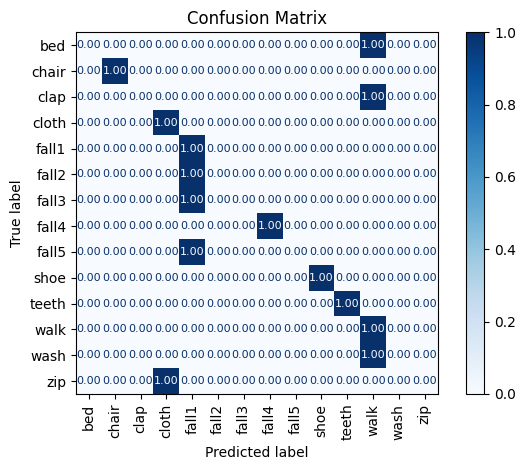 Confusion Matrix
True label
bed 0.00 0.00 0.00 0.00 0.00 0.00 0.00 0.00 0.00 0.00 0.00 1.00 0.00 0.00
chair 0.00 1.00 0.00 0.00 0.00 0.00 0.00 0.00 0.00 0.00 0.00 0.00 0.00 0.00
clap 0.00 0.00 0.00 0.00 0.00 0.00 0.00 0.00 0.00 0.00 0.00 1.00 0.00 0.00
cloth 0.00 0.00 0.00 1.00 0.00 0.00 0.00 0.00 0.00 0.00 0.00 0.00 0.00 0.00
fall1 0.00 0.00 0.00 0.00 1.00 0.00 0.00 0.00 0.00 0.00 0.00 0.00 0.00 0.00
fall2 0.00 0.00 0.00 0.00 1.00 0.00 0.00 0.00 0.00 0.00 0.00 0.00 0.00 0.00
fall3 0.00 0.00 0.00 0.00 1.00 0.00 0.00 0.00 0.00 0.00 0.00 0.00 0.00 0.00
fall4 0.00 0.00 0.00 0.00 0.00 0.00 0.00 1.00 0.00 0.00 0.00 0.00 0.00 0.00
fall5 0.00 0.00 0.00 0.00 1.00 0.00 0.00 0.00 0.00 0.00 0.00 0.00 0.00 0.00
shoe 0.00 0.00 0.00 0.00 0.00 0.00 0.00 0.00 0.00 1.00 0.00 0.00 0.00 0.00
teeth 0.00 0.00 0.00 0.00 0.00 0.00 0.00 0.00 0.00 0.00 1.00 0.00 0.00 0.00
walk 0.00 0.00 0.00 0.00 0.00 0.00 0.00 0.00 0.00 0.00 0.00 1.00 0.00 0.00
wash 0.00 0.00 0.00 0.00 0.00 0.00 0.00 0.00 0.00 0.00 0.00 1.00 0.00 0.00
zip 0.00 0.00 0.00 1.00 0.00 0.00 0.00 0.00 0.00 0.00 0.00 0.00 0.00 0.00
bed chair clap cloth fall1 fall2 fall3 fall4 fall5 shoe teeth walk wash zip
Predicted label
1.0
0.8
0.6
0.4
0.2
0.0